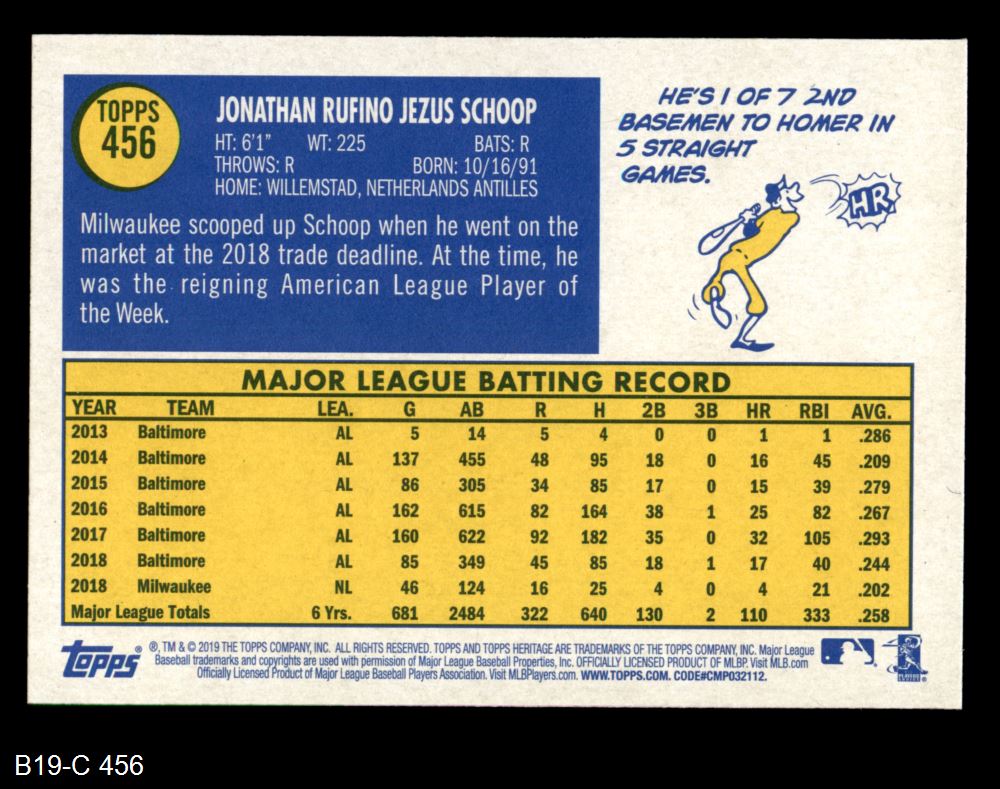 TOPPS
456
JONATHAN RUFINO JEZUS SCHOOP
HT: 6'1" WT: 225 BATS: R
THROWS: R BORN: 10/16/91
HOME: WILLEMSTAD, NETHERLANDS ANTILLES
Milwaukee scooped up Schoop when he went on the
market at the 2018 trade deadline. At the time, he
was the reigning American League Player of
the Week.
HE'S 1 OF 7 2ND
BASEMEN TO HOMER IN
5 STRAIGHT
GAMES.
HR
MAJOR LEAGUE BATTING RECORD
YEAR TEAM LEA. G AB R H 2B 3B HR RBI AVG.
2013 Baltimore AL 5 14 5 4 0 0 1 1 .286
2014 Baltimore AL 137 455 48 95 18 0 16 45 .209
2015 Baltimore AL 86 305 34 85 17 0 15 39 .279
2016 Baltimore AL 162 615 82 164 38 1 25 82 .267
2017 Baltimore AL 160 622 92 182 35 0 32 105 .293
2018 Baltimore AL 85 349 45 85 18 1 17 40 .244
2018 Milwaukee NL 46 124 16 25 4 0 4 21 .202
Major League Totals 6 Yrs. 681 2484 322 640 130 2 110 333 .258
topps ®, TM & © 2019 THE TOPPS COMPANY, INC. ALL RIGHTS RESERVED. TOPPS AND TOPPS HERITAGE ARE TRADEMARKS OF THE TOPPS COMPANY, INC. Major League
Baseball trademarks and copyrights are used with permission of Major League Baseball Properties, Inc. OFFICIALLY LICENSED PRODUCT OF MLBP. Visit MLB.com
Officially Licensed Product of Major League Baseball Players Association. Visit MLBPlayers.com. WWW.TOPPS.COM. CODE#CMP032112.
B19-C 456